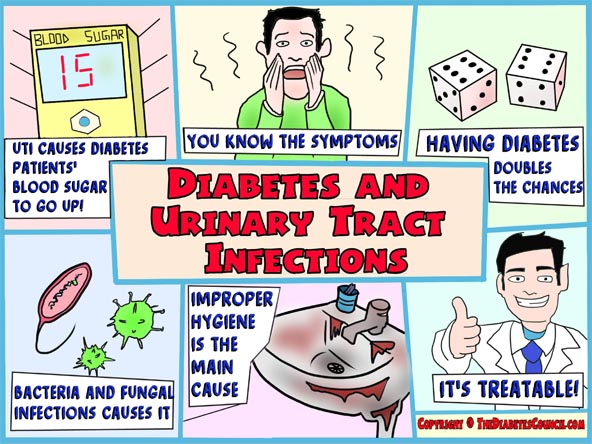 BLOOD SUGAR
15
UTI CAUSES DIABETES
PATIENTS'
BLOOD SUGAR
TO GO UP!
YOU KNOW THE SYMPTOMS
HAVING DIABETES
DOUBLES
THE CHANCES
DIABETES AND
URINARY TRACT
INFECTIONS
BACTERIA AND FUNGAL
INFECTIONS CAUSES IT
IMPROPER
HYGIENE
IS THE
MAIN
CAUSE
IT'S TREATABLE!
COPYRIGHT © THEDIABETESCOUNCIL.COM